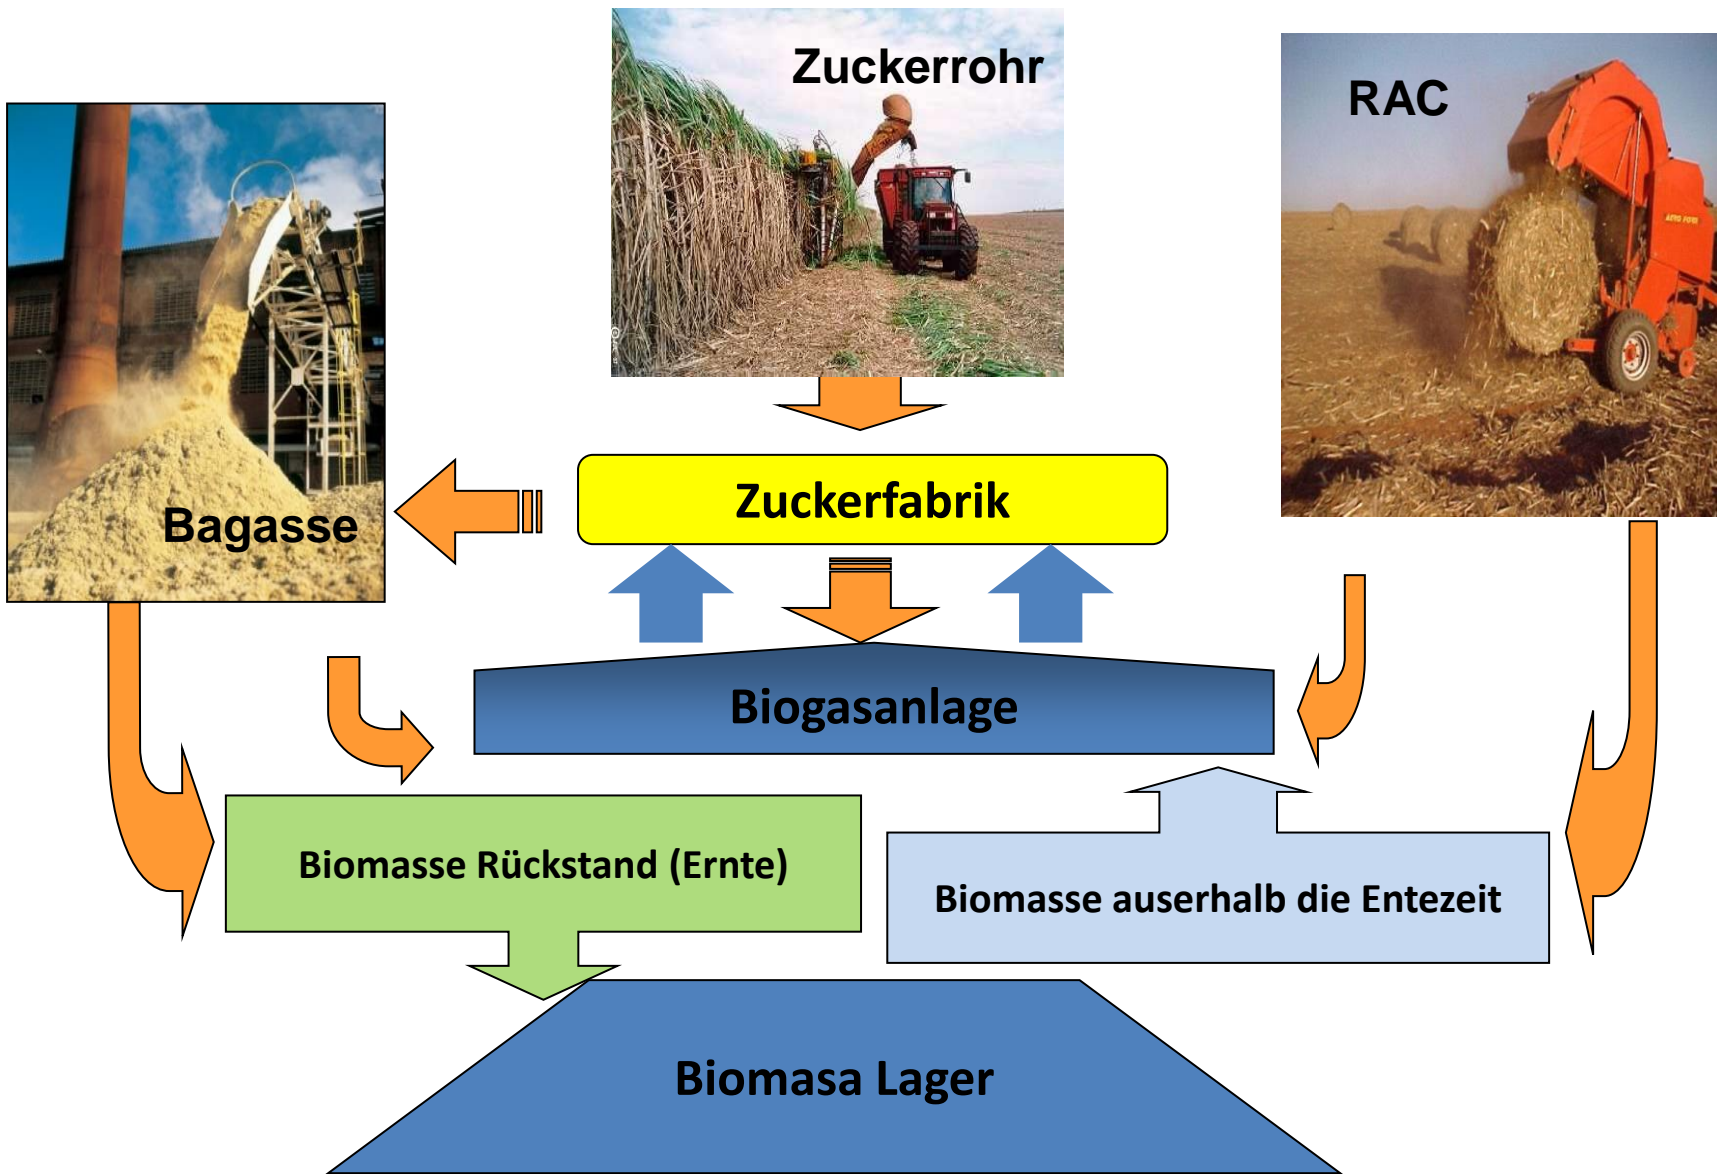 Zuckerrohr
RAC
Bagasse
Zuckerfabrik
Biogasanlage
Biomasse Rückstand (Ernte)
Biomasse auserhalb die Entezeit
Biomasa Lager